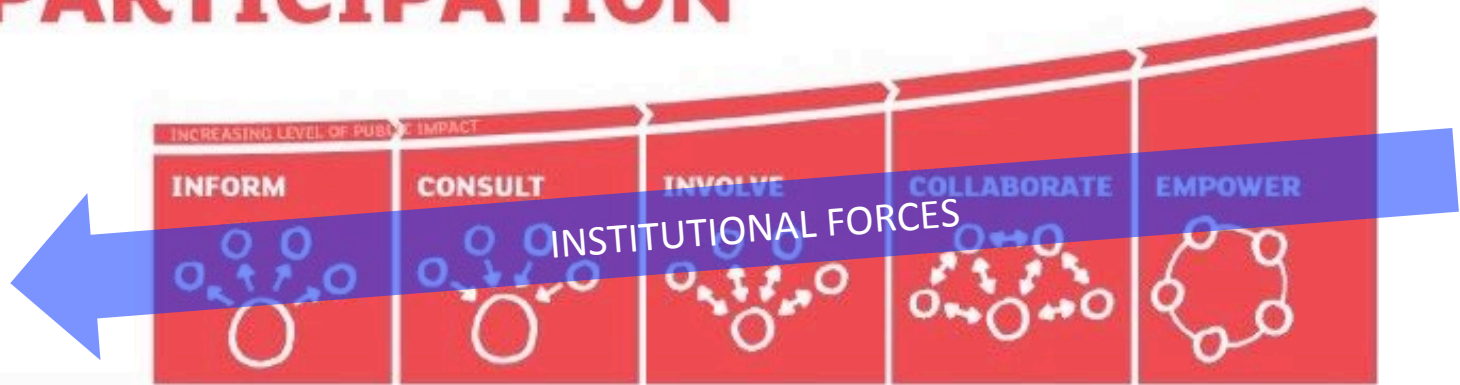 PARTICIPATION
INCREASING LEVEL OF PUBLIC IMPACT
INFORM
CONSULT
INVOLVE
COLLABORATE
EMPOWER
INSTITUTIONAL FORCES